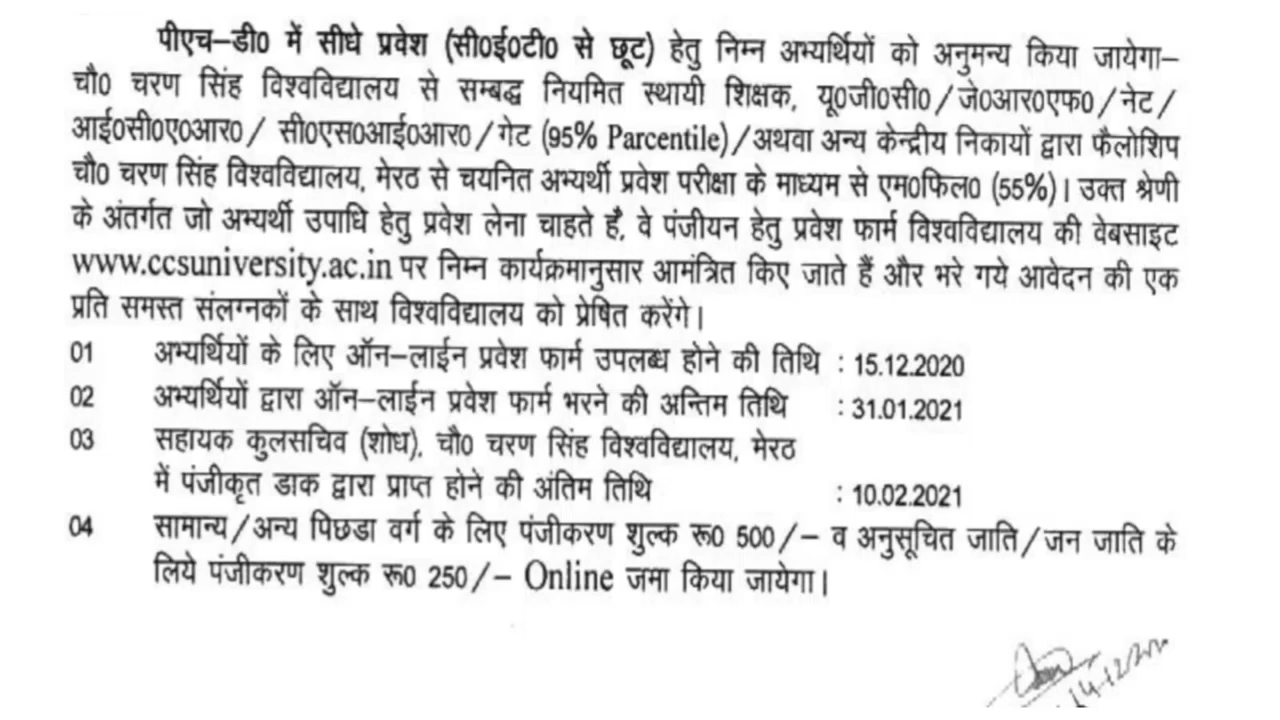 पीएच–डी0 में सीधे प्रवेश (सी0ई0टी0 से छूट) हेतु निम्न अभ्यर्थियों को अनुमन्य किया जायेगा–
चौ0 चरण सिंह विश्वविद्यालय से सम्बद्ध नियमित स्थायी शिक्षक, यू0जी0सी0/जे0आर0एफ0/नेट/
आई0सी0ए0आर0/ सी0एस0आई0आर0/गेट (95% Parcentile)/अथवा अन्य केन्द्रीय निकायों द्वारा फैलोशिप
चौ0 चरण सिंह विश्वविद्यालय, मेरठ से चयनित अभ्यर्थी प्रवेश परीक्षा के माध्यम से एम0फिल0 (55%)। उक्त श्रेणी
के अंतर्गत जो अभ्यर्थी उपाधि हेतु प्रवेश लेना चाहते हैं, वे पंजीयन हेतु प्रवेश फार्म विश्वविद्यालय की वेबसाइट
www.ccsuniversity.ac.in पर निम्न कार्यक्रमानुसार आमंत्रित किए जाते हैं और भरे गये आवेदन की एक
प्रति समस्त संलग्नकों के साथ विश्वविद्यालय को प्रेषित करेंगे।
01 अभ्यर्थियों के लिए ऑन–लाईन प्रवेश फार्म उपलब्ध होने की तिथि : 15.12.2020
02 अभ्यर्थियों द्वारा ऑन–लाईन प्रवेश फार्म भरने की अन्तिम तिथि : 31.01.2021
03 सहायक कुलसचिव (शोध), चौ0 चरण सिंह विश्वविद्यालय, मेरठ
में पंजीकृत डाक द्वारा प्राप्त होने की अंतिम तिथि : 10.02.2021
04 सामान्य/अन्य पिछडा वर्ग के लिए पंजीकरण शुल्क रू0 500/– व अनुसूचित जाति/जन जाति के
लिये पंजीकरण शुल्क रू0 250/– Online जमा किया जायेगा।